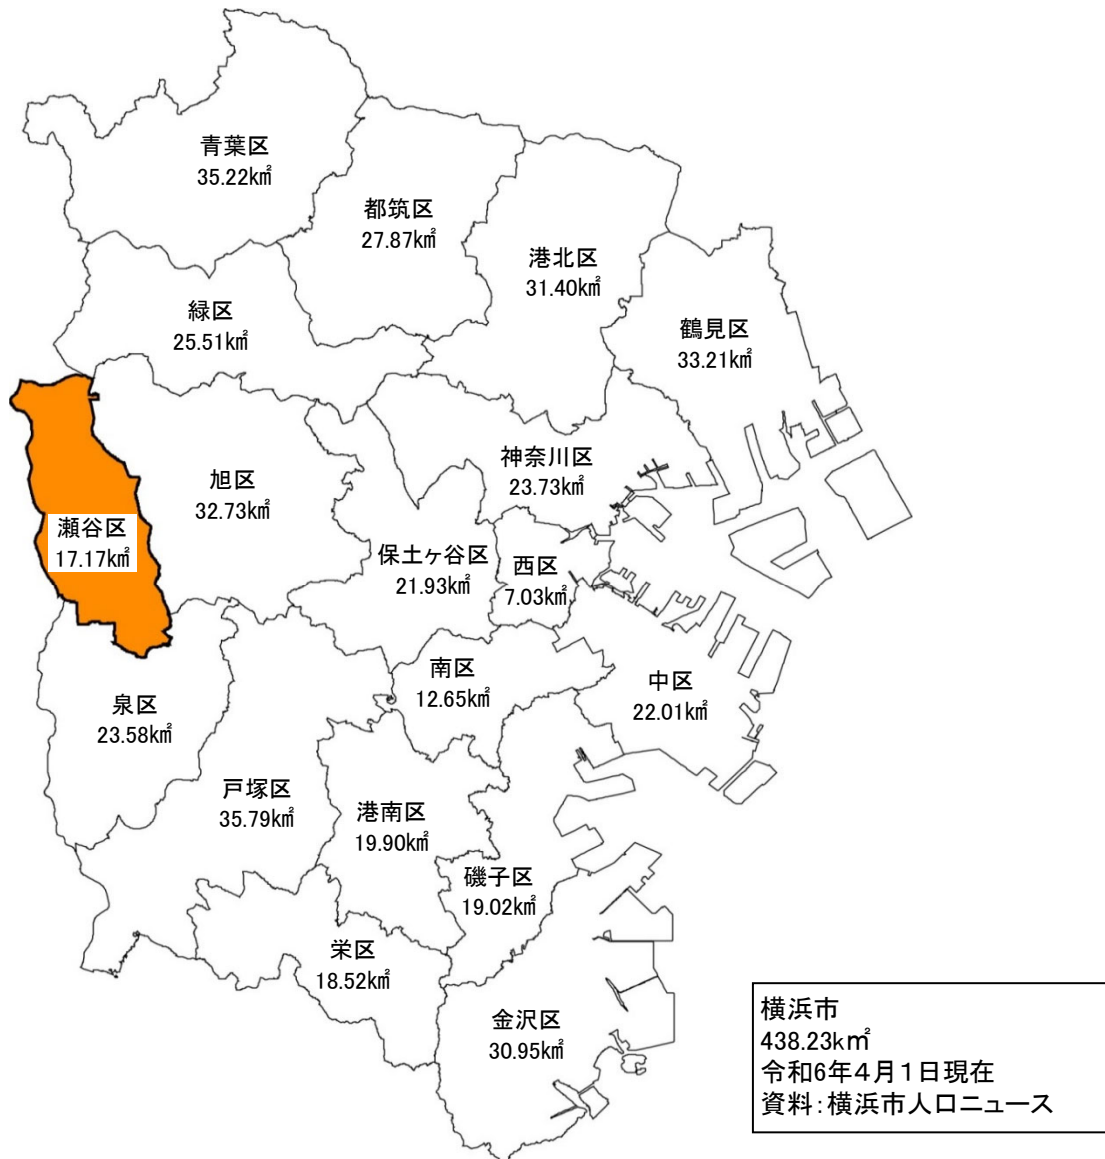 青葉区
35.22k㎡
都筑区
27.87k㎡
港北区
31.40k㎡
緑区
25.51k㎡
鶴見区
33.21k㎡
神奈川区
23.73k㎡
旭区
32.73k㎡
瀬谷区
17.17k㎡
保土ヶ谷区
21.93k㎡
西区
7.03k㎡
南区
12.65k㎡
中区
22.01k㎡
泉区
23.58k㎡
戸塚区
35.79k㎡
港南区
19.90k㎡
磯子区
19.02k㎡
栄区
18.52k㎡
金沢区
30.95k㎡
横浜市
438.23k㎡
令和6年4月1日現在
資料:横浜市人口ニュース